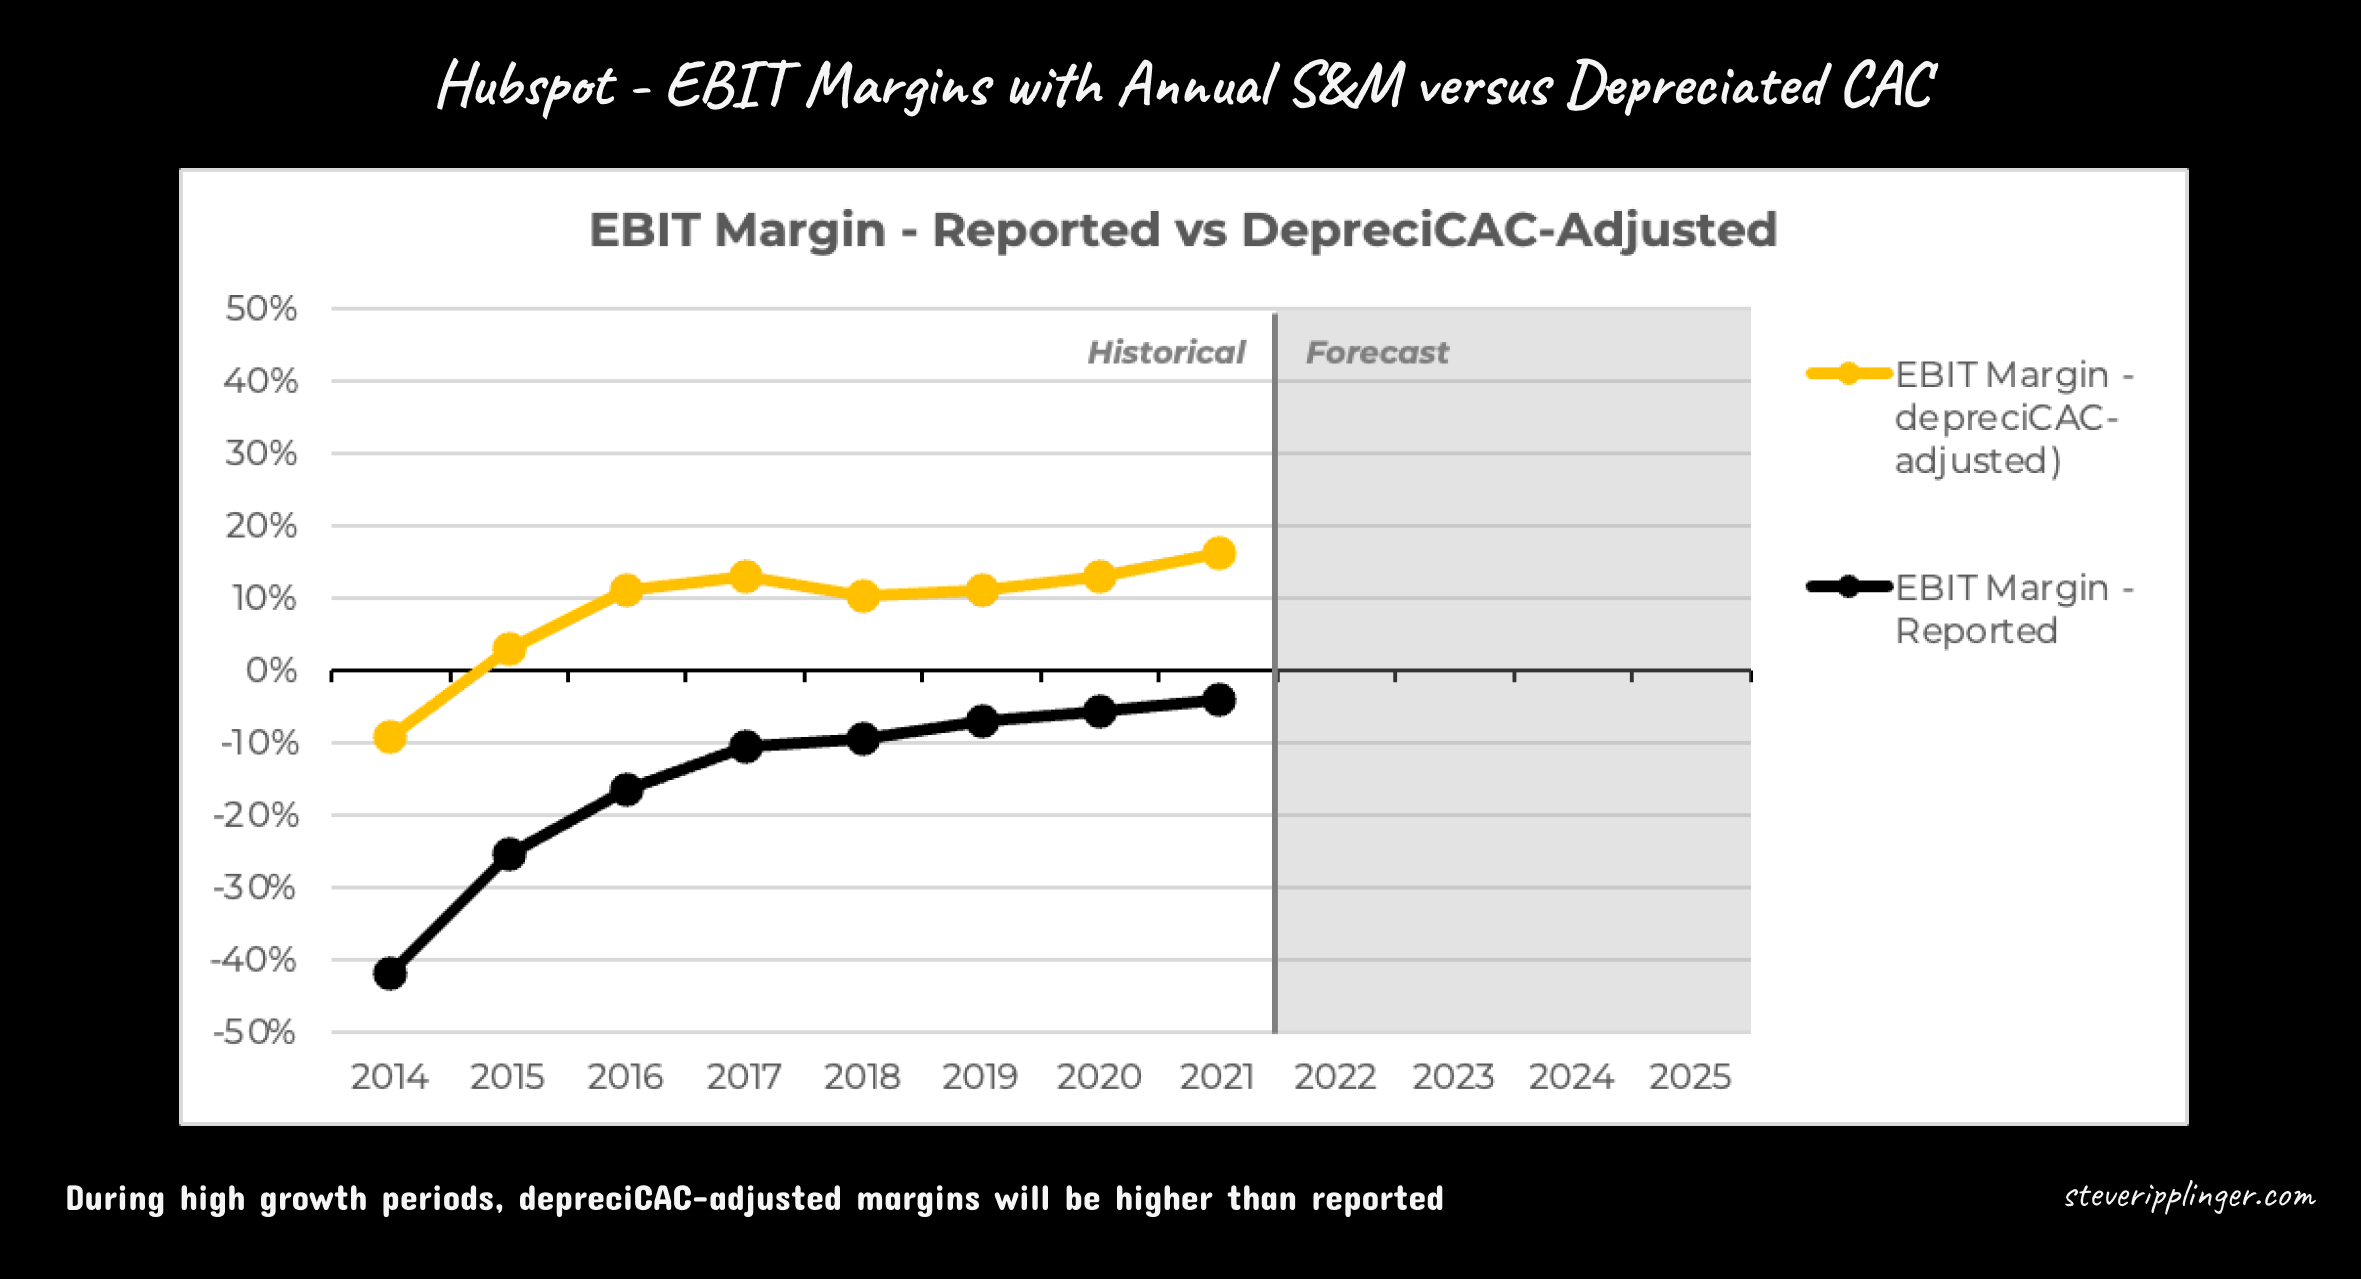 Hubspot - EBIT Margins with Annual S&M versus Depreciated CAC
EBIT Margin - Reported vs DepreciCAC-Adjusted
50%
40%
30%
20%
10%
0%
-10%
-20%
-30%
-40%
-50%
Historical
Forecast
2014 2015 2016 2017 2018 2019 2020 2021 2022 2023 2024 2025
EBIT Margin -
depreciCAC-
adjusted)
EBIT Margin -
Reported
During high growth periods, depreciCAC-adjusted margins will be higher than reported
steveripplinger.com